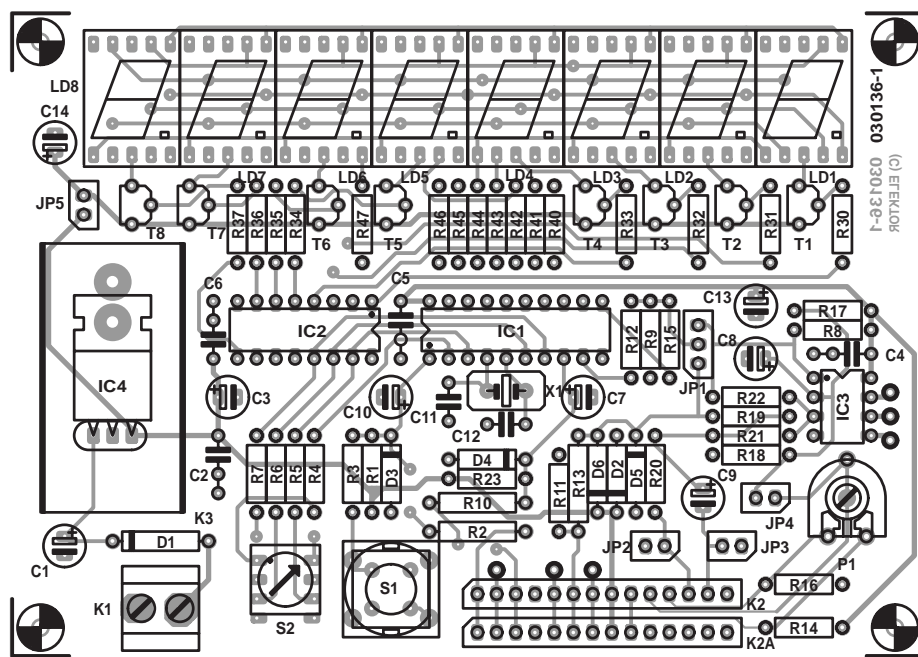 LD8
C14
030136-1
(C) ELEKTOR
030136-1
JP5
LD7
LD6
LD5
LD4
LD3
LD2
LD1
T8
T7
R37
R36
R35
R34
T6
R47
T5
R46
R45
R44
R43
R42
R41
R40
T4
R33
T3
R32
T2
R31
T1
R30
C6
C5
C13
R17
R8
IC2
IC1
R12
R9
R15
C8
C4
IC4
JP1
IC3
C3
C10
C11
X1
C7
R22
R19
R21
R18
C12
C2
R7
R6
R5
R4
R3
R1
D3
D4
R23
R11
R13
D6
D2
D5
R20
C9
R10
JP4
K3
R2
C1
D1
JP2
JP3
P1
K1
S2
S1
K2
R16
K2A
R14